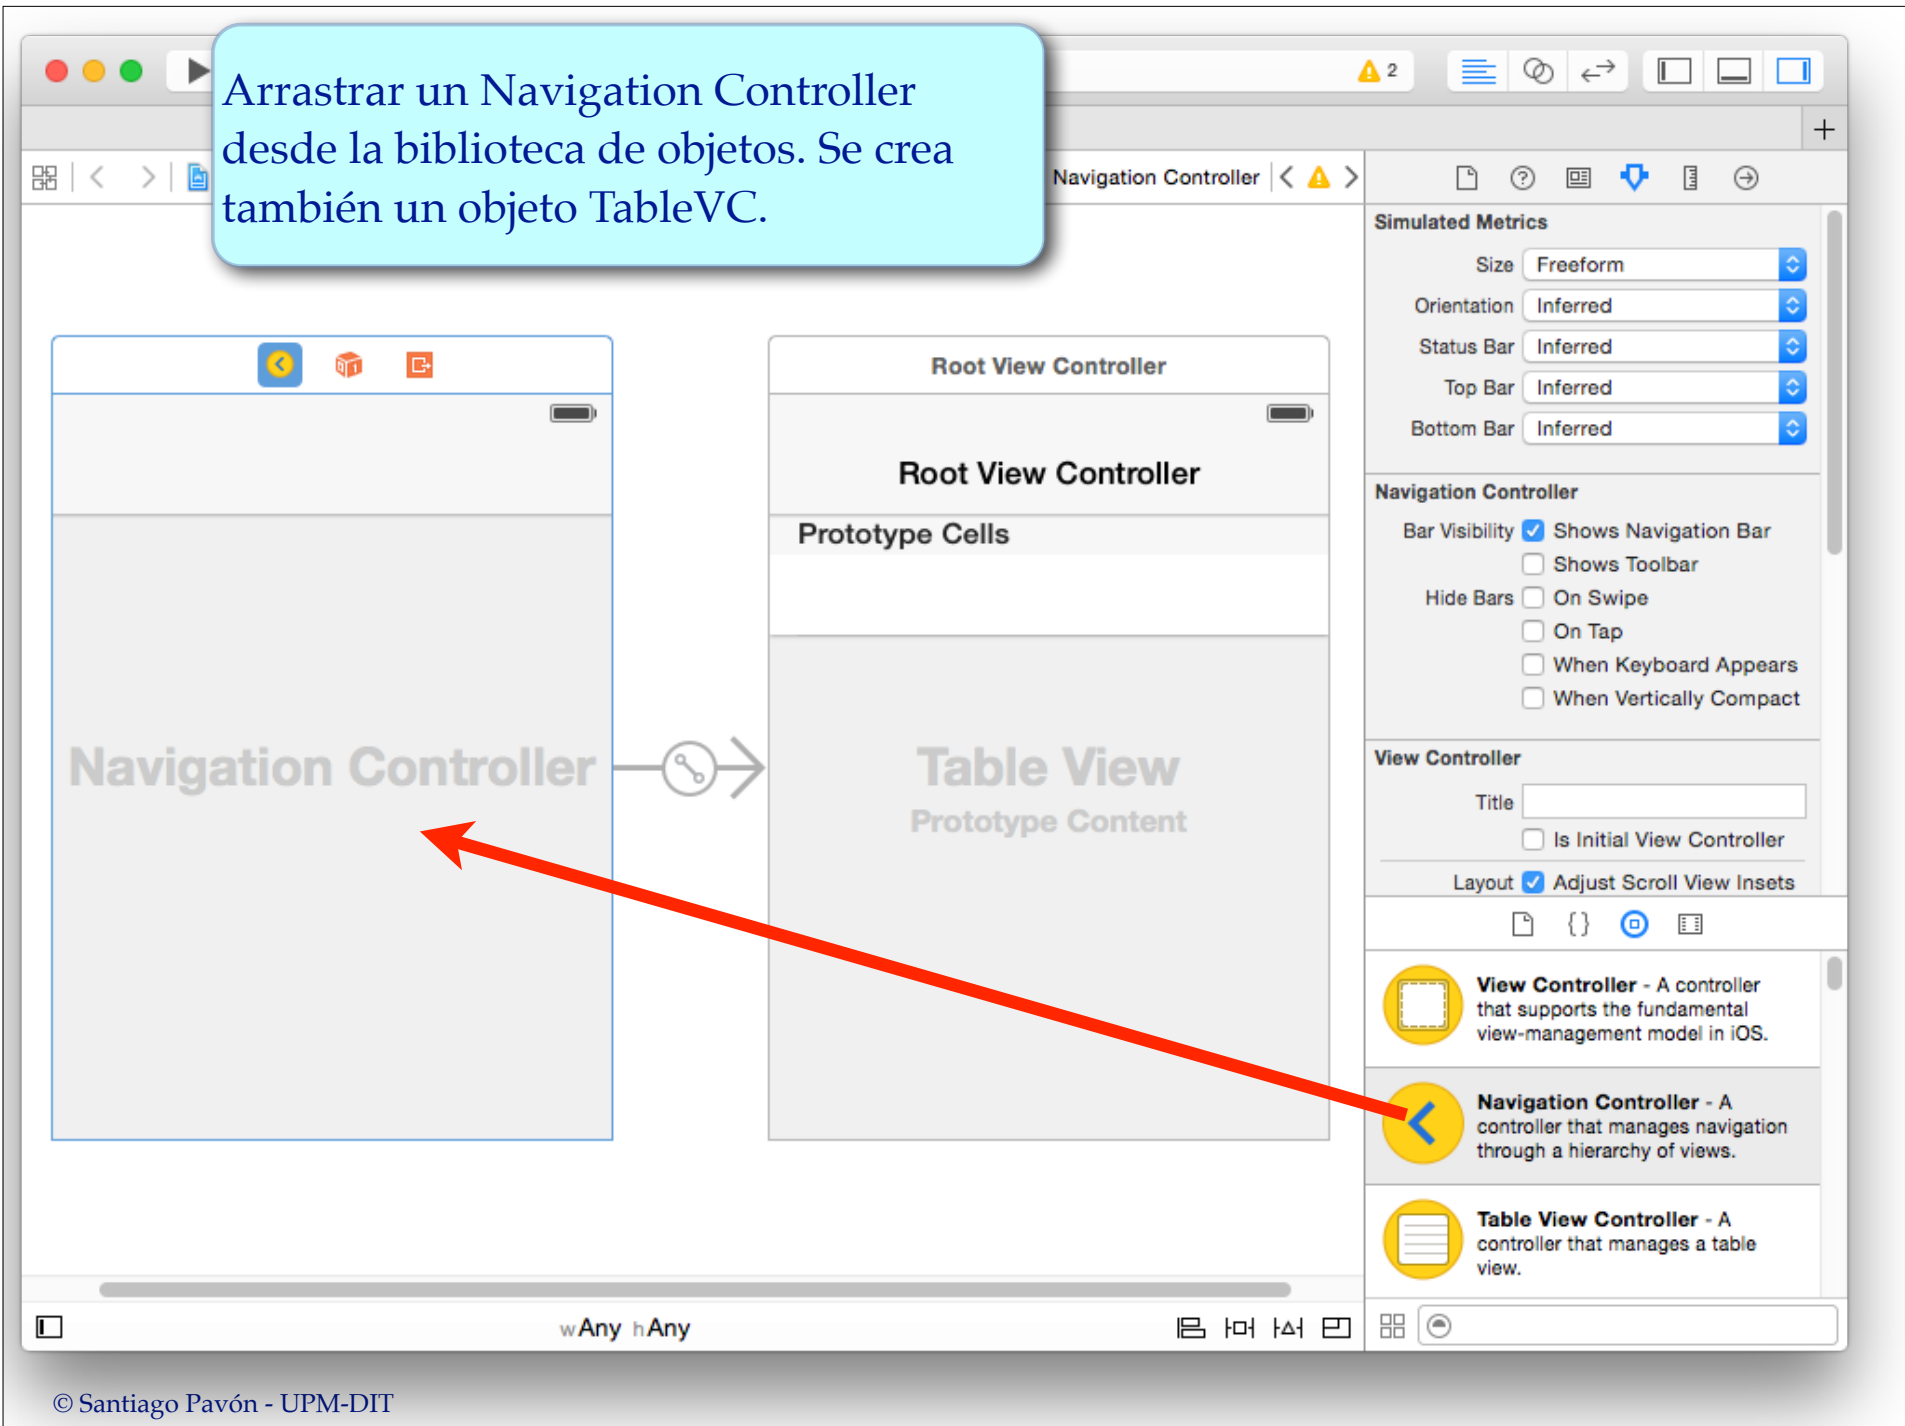 Arrastrar un Navigation Controller
desde la biblioteca de objetos. Se crea
también un objeto TableVC.
2
Navigation Controller
Root View Controller
Root View Controller
Prototype Cells
Navigation Controller
Table View
Prototype Content
wAny hAny
Simulated Metrics
Size Freeform
Orientation Inferred
Status Bar Inferred
Top Bar Inferred
Bottom Bar Inferred
Navigation Controller
Bar Visibility Shows Navigation Bar
Shows Toolbar
Hide Bars On Swipe
On Tap
When Keyboard Appears
When Vertically Compact
View Controller
Title
Is Initial View Controller
Layout Adjust Scroll View Insets
{}
View Controller - A controller
that supports the fundamental
view-management model in iOS.
Navigation Controller - A
controller that manages navigation
through a hierarchy of views.
Table View Controller - A
controller that manages a table
view.
© Santiago Pavón - UPM-DIT